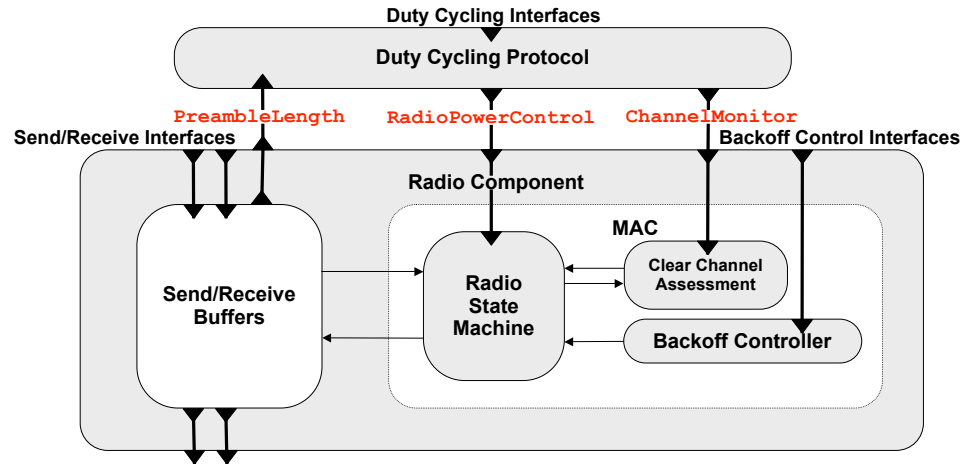 Duty Cycling Interfaces
Duty Cycling Protocol
PreambleLength
RadioPowerControl
ChannelMonitor
Send/Receive Interfaces
Backoff Control Interfaces
Radio Component
MAC
Send/Receive
Buffers
Radio
State
Machine
Clear Channel
Assessment
Backoff Controller